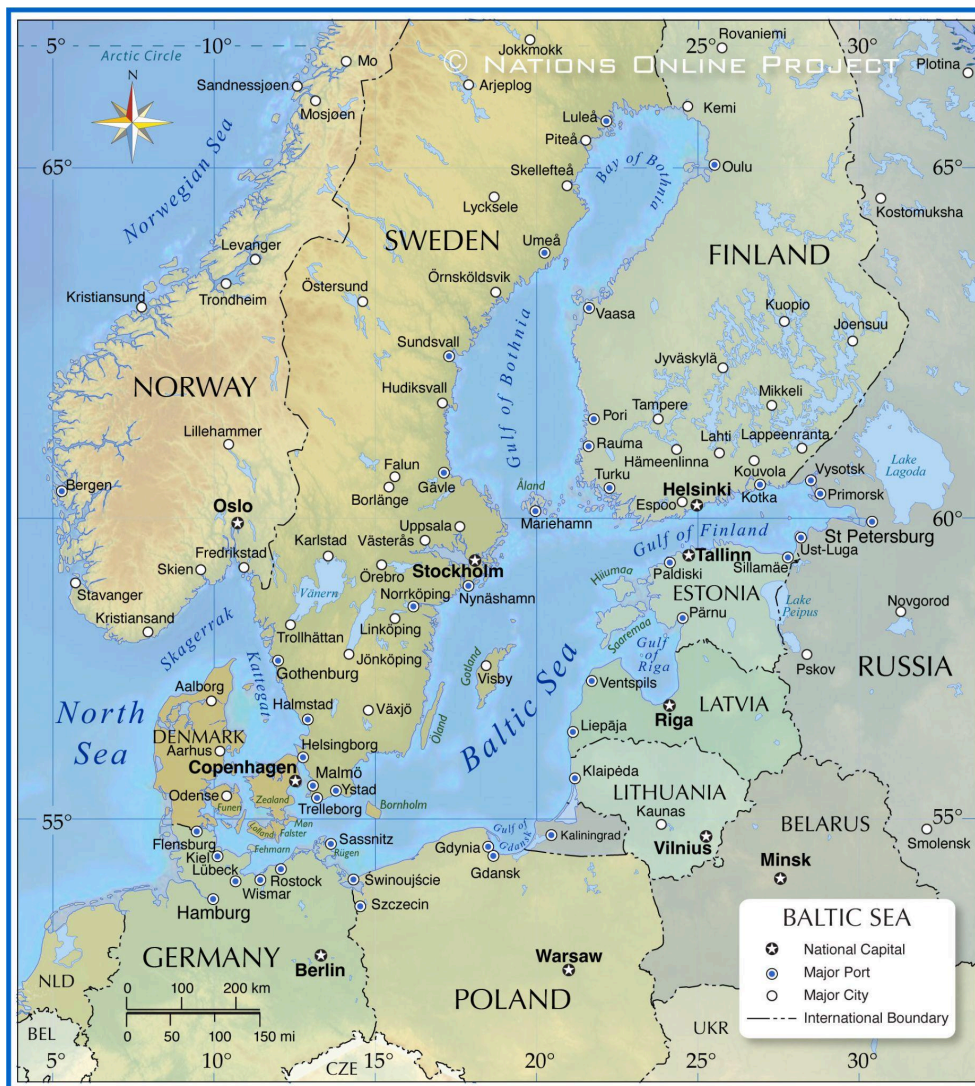 5°
10°
25°
30°
Arctic Circle
© Nations Online Project
N
Mo
Jokkmokk
Rovaniemi
Plotina
Sandnessjøen
Arjeplog
Mosjøen
Luleå
Kemi
Piteå
Norwegian Sea
Bay of Bothnia
65°
65°
Skellefteå
Oulu
Lycksele
Kostomuksha
SWEDEN
Umeå
FINLAND
Levanger
Trondheim
Östersund
Örnsköldsvik
Kristiansund
Vaasa
Kuopio
Joensuu
Sundsvall
Jyväskylä
NORWAY
Gulf of Bothnia
Hudiksvall
Mikkeli
Pori
Tampere
Lillehammer
Rauma
Lahti
Lappeenranta
Hämeenlinna
Kouvola
Falun
Borlänge
Gävle
Turku
Vysotsk
Lake
Lagoda
Bergen
Åland
Helsinki
Kotka
Primorsk
Oslo
Mariehamn
Espoo
60°
Uppsala
Gulf of Finland
St Petersburg
Fredrikstad
Karlstad
Västerås
Tallinn
Ust-Luga
Skien
Örebro
Stockholm
Paldiski
Sillamäe
Stavanger
Vänern
Norrköping
Nynäshamn
Hiiumaa
ESTONIA
Kristiansand
Trollhättan
Linköping
Pärnu
Lake
Peipus
Novgorod
Skagerrak
Saaremaa
Jönköping
Gulf
of
Riga
Pskov
RUSSIA
Kattegat
Gothenburg
Gotland
Visby
Baltic Sea
Ventspils
Aalborg
North
Sea
Halmstad
Växjö
Öland
Riga
LATVIA
DENMARK
Liepāja
Aarhus
Helsingborg
Copenhagen
Malmö
Klaipėda
Odense
Funen
Zealand
Ystad
LITHUANIA
Trelleborg
Bornholm
Kaunas
BELARUS
55°
Lolland
Falster
Møn
Flensburg
Fehmarn
Sassnitz
Rügen
Gulf of
Gdansk
Kaliningrad
Vilnius
Smolensk
Kiel
Gdynia
Gdansk
Minsk
Lübeck
Rostock
Wismar
Swinoujście
Hamburg
Szczecin
GERMANY
Berlin
Warsaw
NLD
POLAND
BEL
CZE
UKR
0
100
200 km
0
50
100
150 mi
BALTIC SEA
National Capital
Major Port
Major City
International Boundary
5°
10°
15°
20°
25°
30°